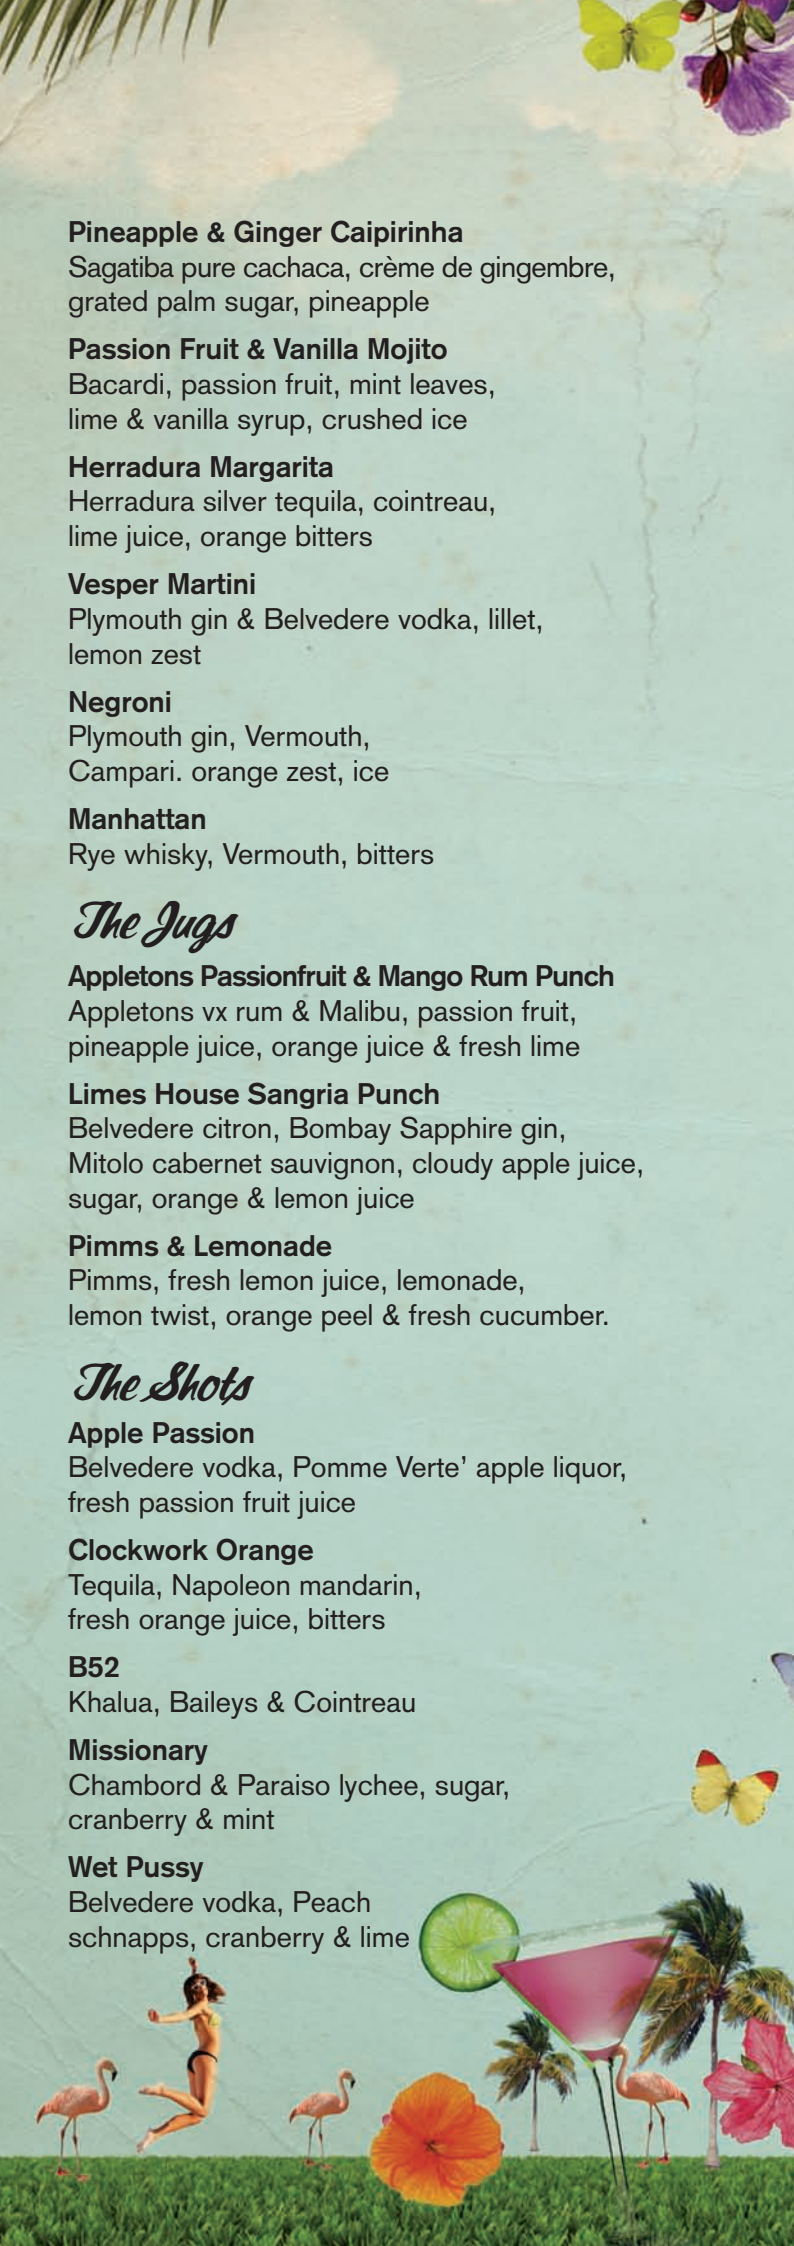 Pineapple & Ginger Caipirinha
Sagatiba pure cachaca, crème de gingembre,
grated palm sugar, pineapple
Passion Fruit & Vanilla Mojito
Bacardi, passion fruit, mint leaves,
lime & vanilla syrup, crushed ice
Herradura Margarita
Herradura silver tequila, cointreau,
lime juice, orange bitters
Vesper Martini
Plymouth gin & Belvedere vodka, lillet,
lemon zest
Negroni
Plymouth gin, Vermouth,
Campari. orange zest, ice
Manhattan
Rye whisky, Vermouth, bitters
The Jugs
Appletons Passionfruit & Mango Rum Punch
Appletons vx rum & Malibu, passion fruit,
pineapple juice, orange juice & fresh lime
Limes House Sangria Punch
Belvedere citron, Bombay Sapphire gin,
Mitolo cabernet sauvignon, cloudy apple juice,
sugar, orange & lemon juice
Pimms & Lemonade
Pimms, fresh lemon juice, lemonade,
lemon twist, orange peel & fresh cucumber.
The Shots
Apple Passion
Belvedere vodka, Pomme Verte’ apple liquor,
fresh passion fruit juice
Clockwork Orange
Tequila, Napoleon mandarin,
fresh orange juice, bitters
B52
Khalua, Baileys & Cointreau
Missionary
Chambord & Paraiso lychee, sugar,
cranberry & mint
Wet Pussy
Belvedere vodka, Peach
schnapps, cranberry & lime